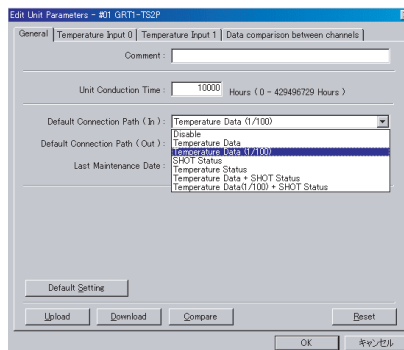 Edit Unit Parameters - #01 GRT1-TS2P
General Temperature Input 0 Temperature Input 1 Data comparison between channels
Comment :
Unit Conduction Time : 10000 Hours ( 0 - 429496729 Hours )
Default Connection Path ( In ) : Temperature Data (1/100)
Disable
Default Connection Path ( Out ) : Temperature Data
Temperature Data (1/100)
Last Maintenance Date : SHOT Status
Temperature Status
Temperature Data + SHOT Status
Temperature Data(1/100) + SHOT Status
Default Setting
Upload Download Compare Reset
OK キャンセル